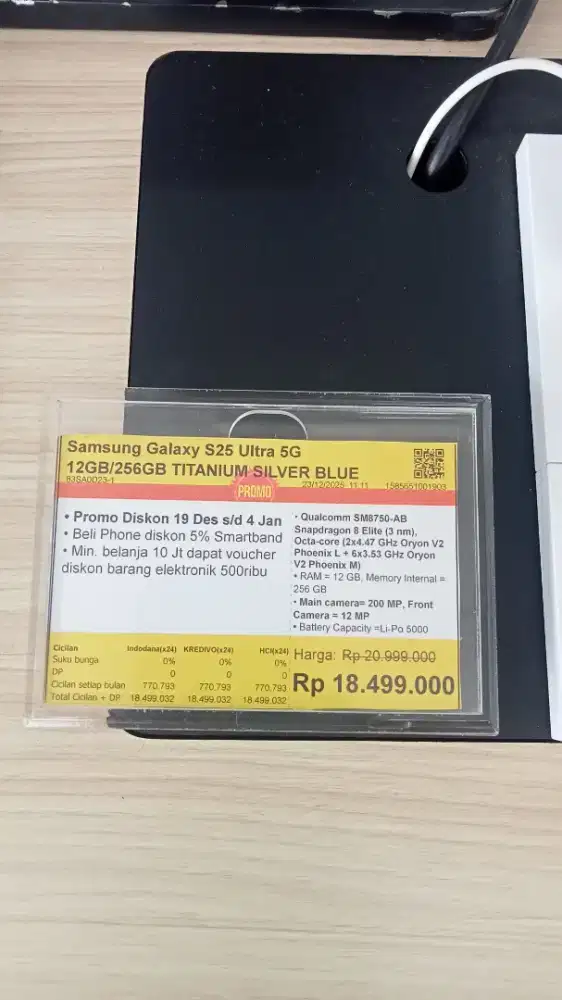 Samsung Galaxy S25 Ultra 5G
12GB/256GB TITANIUM SILVER BLUE
83SA0023-1
23/12/2025 11.11
1585651001903
PROMO
• Promo Diskon 19 Des s/d 4 Jan
• Beli Phone diskon 5% Smartband
• Min. belanja 10 Jt dapat voucher
diskon barang elektronik 500ribu
• Qualcomm SM8750-AB
Snapdragon 8 Elite (3 nm),
Octa-core (2x4.47 GHz Oryon V2
Phoenix L + 6x3.53 GHz Oryon
V2 Phoenix M)
• RAM = 12 GB, Memory Internal =
256 GB
• Main camera= 200 MP, Front
Camera = 12 MP
• Battery Capacity =Li-Po 5000
Cicilan Indodana(x24) KREDIVO(x24) HCI(x24)
Suku bunga 0% 0% 0%
DP 0 0 0
Cicilan setiap bulan 770.793 770.793 770.793
Total Cicilan + DP 18.499.032 18.499.032 18.499.032
Harga: Rp 20.999.000
Rp 18.499.000